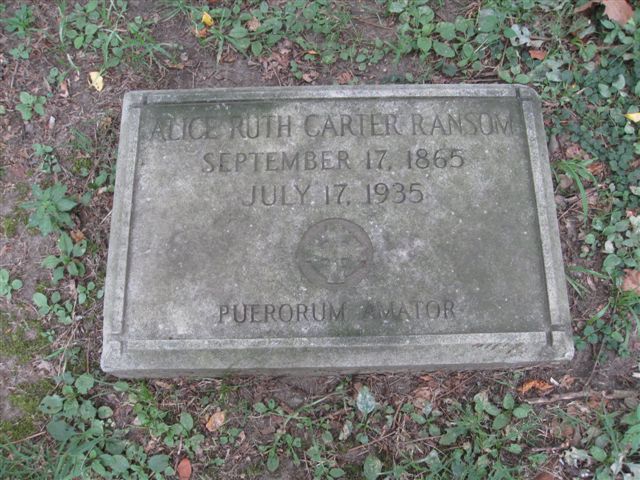 ALICE RUTH CARTER RANSOM
SEPTEMBER 17, 1865
JULY 17, 1935
PUERORUM AMATOR